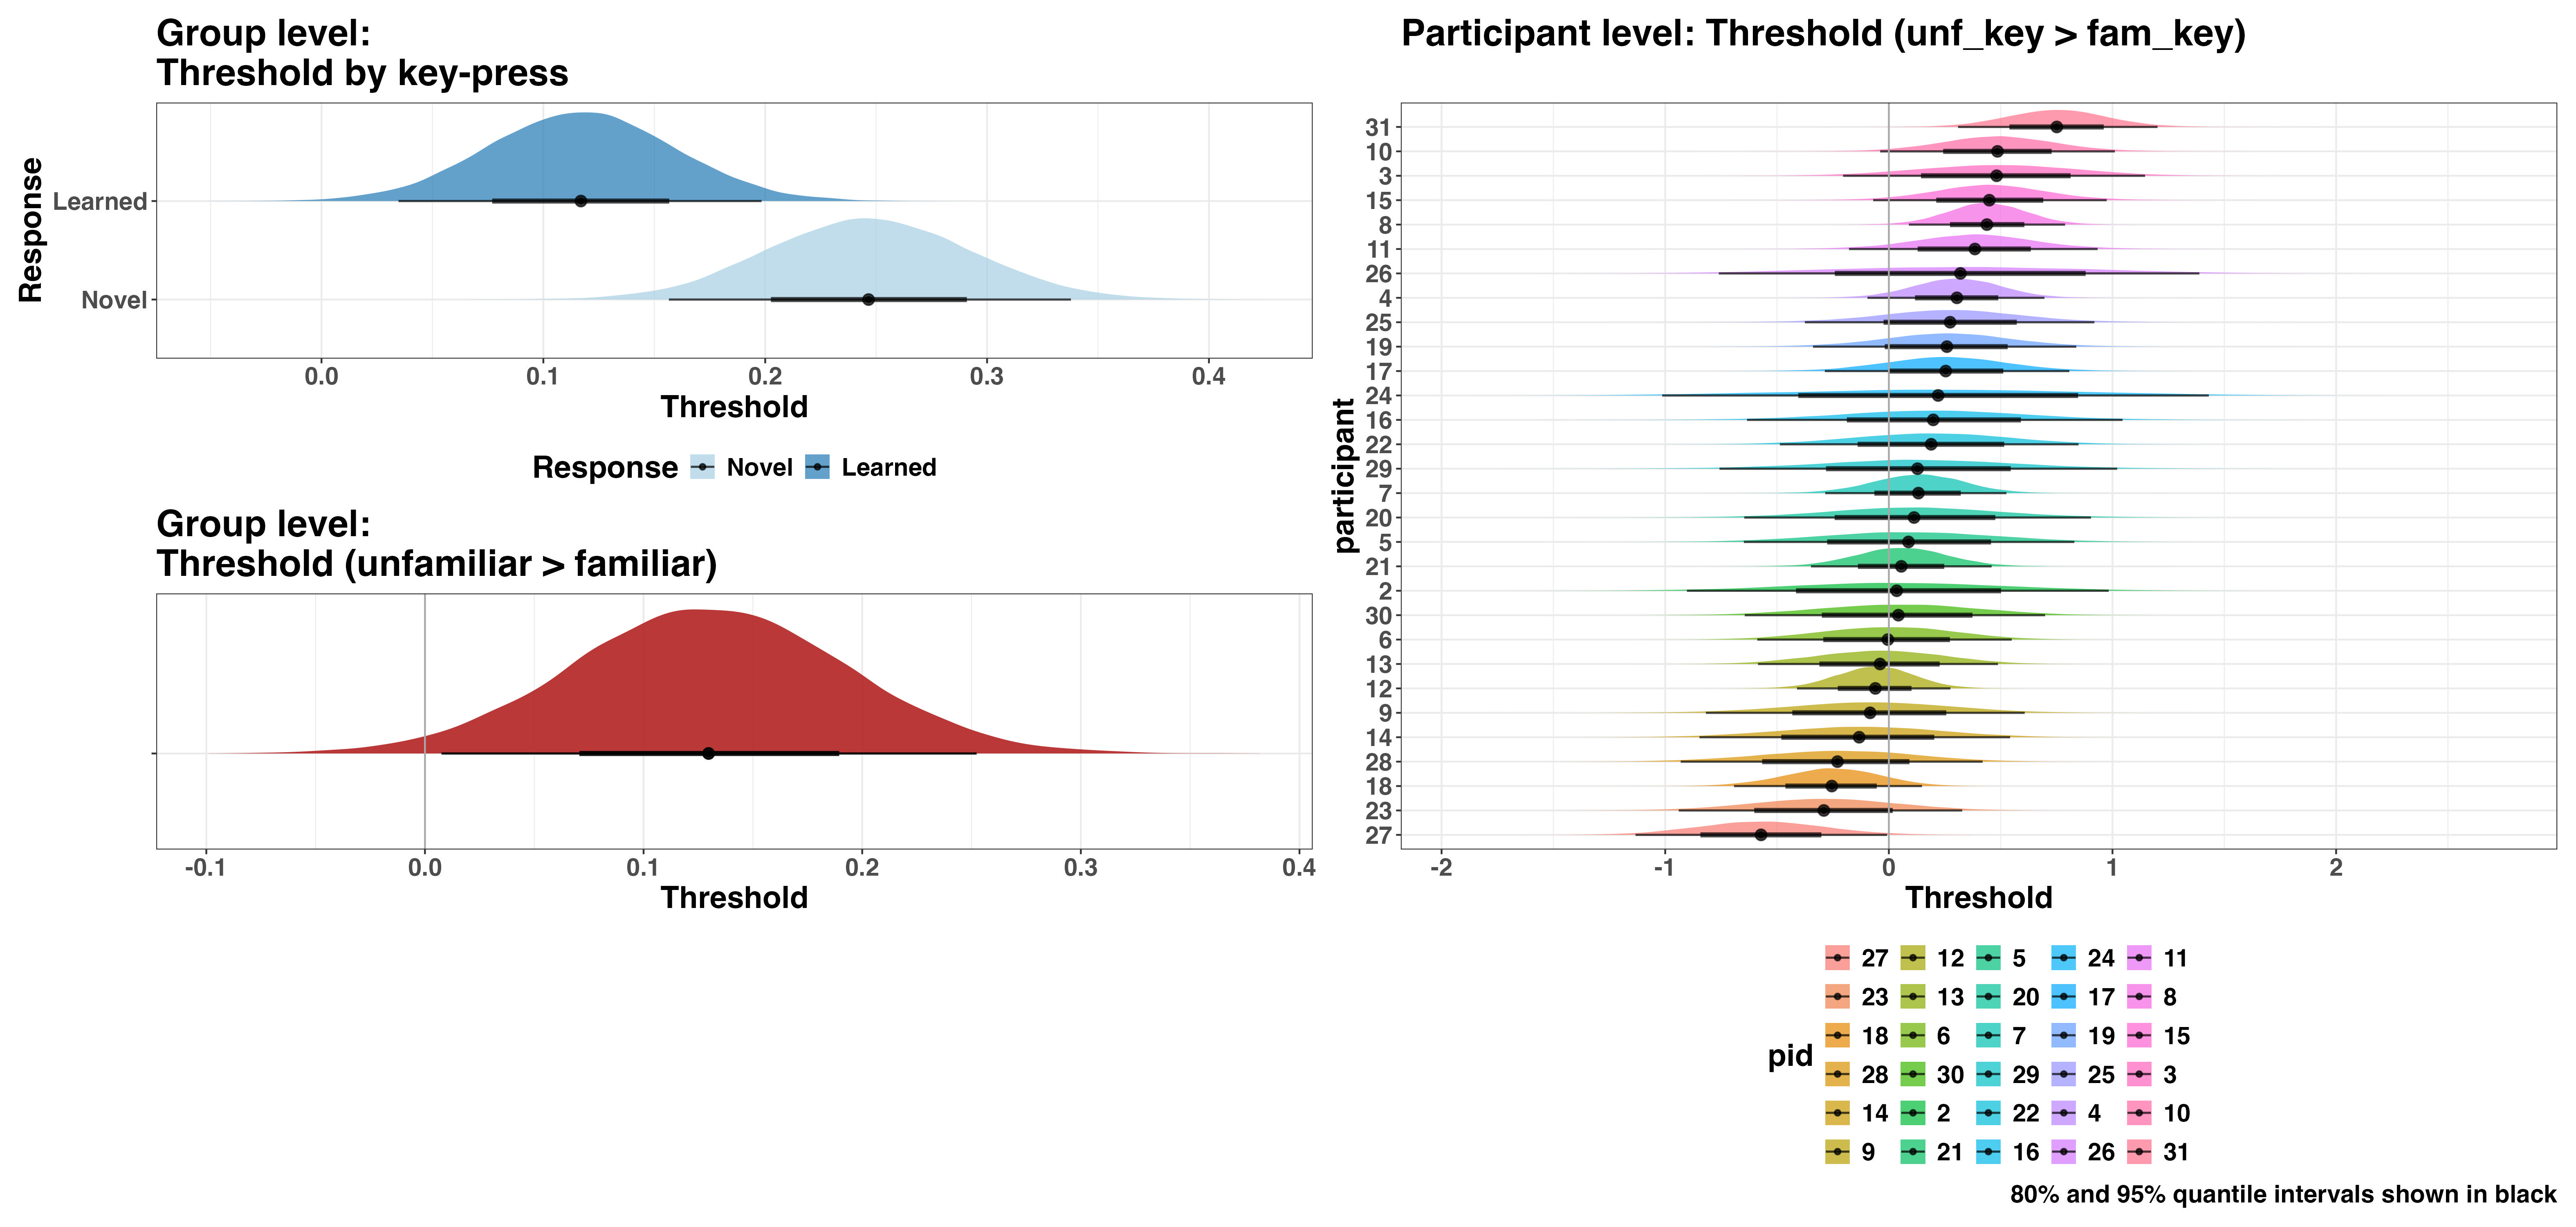 Group level:
Threshold by key-press
Response
Learned
Novel
0.0 0.1 0.2 0.3 0.4
Threshold
Response Novel Learned
Group level:
Threshold (unfamiliar > familiar)
-0.1 0.0 0.1 0.2 0.3 0.4
Threshold
Participant level: Threshold (unf_key > fam_key)
participant
31
10
3
15
8
11
26
4
25
19
17
24
16
22
29
7
20
5
21
2
30
6
13
12
9
14
28
18
23
27
-2 -1 0 1 2
Threshold
pid
27 12 5 24 11
23 13 20 17 8
18 6 7 19 15
28 30 29 25 3
14 2 22 4 10
9 21 16 26 31
80% and 95% quantile intervals shown in black